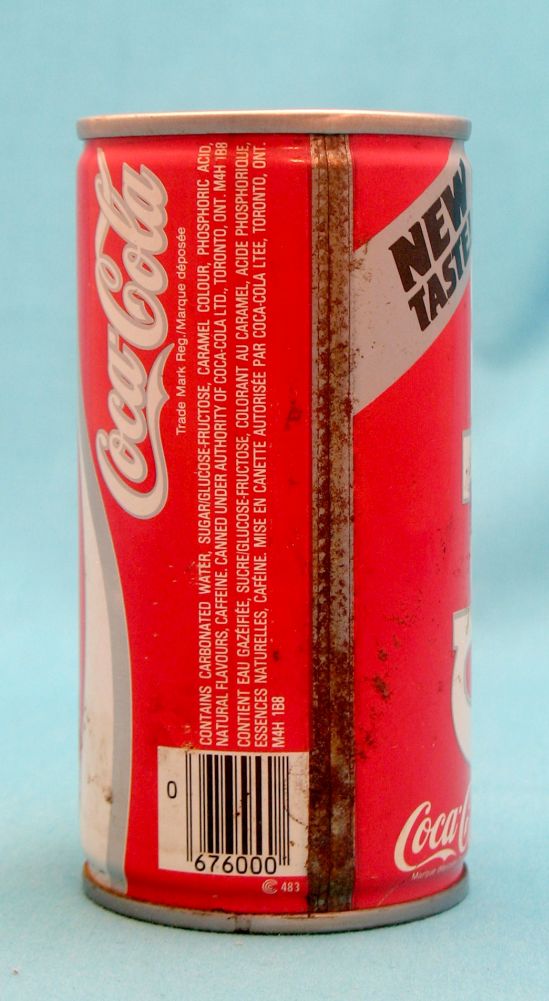 Coca-Cola
Trade Mark Reg./Marque déposée
CONTAINS CARBONATED WATER, SUGAR/GLUCOSE-FRUCTOSE, CARAMEL COLOUR, PHOSPHORIC ACID,
NATURAL FLAVOURS, CAFFEINE. CANNED UNDER AUTHORITY OF COCA-COLA LTD., TORONTO, ONT. M4H 1B8
CONTIENT EAU GAZÉIFIÉE, SUCRE/GLUCOSE-FRUCTOSE, COLORANT AU CARAMEL, ACIDE PHOSPHORIQUE,
ESSENCES NATURELLES, CAFÉINE. MISE EN CANETTE AUTORISÉE PAR COCA-COLA LTEE, TORONTO, ONT.
M4H 1B8
0
676000
483
NEW
TASTE
Coca-C
Marque